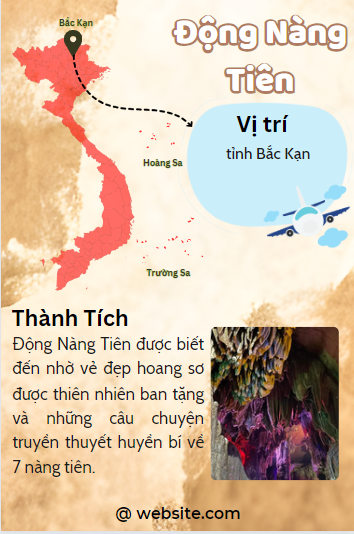 Động Nàng
Tiên
Bắc Kạn
Vị trí
tỉnh Bắc Kạn
Hoàng Sa
Trường Sa
Thành Tích
Động Nàng Tiên được biết
đến nhờ vẻ đẹp hoang sơ
được thiên nhiên ban tặng
và những câu chuyện
truyền thuyết huyền bí về
7 nàng tiên.
@ website.com